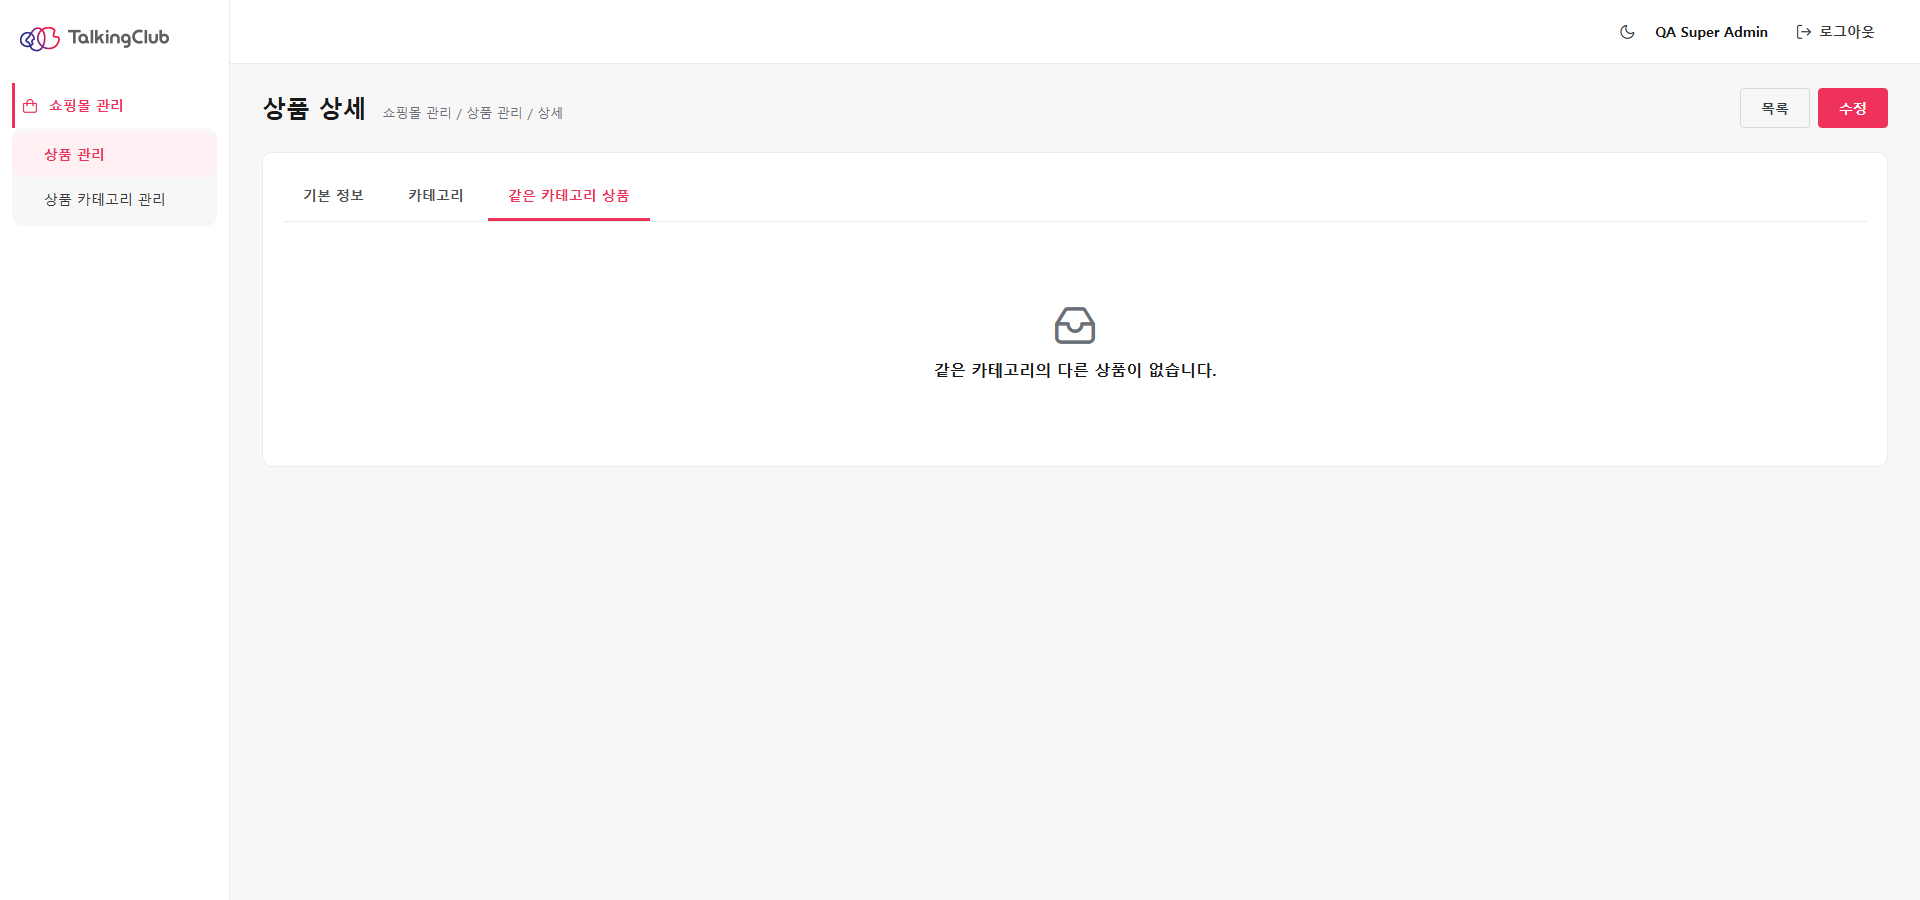 TalkingClub
QA Super Admin
로그아웃
쇼핑몰 관리
상품 관리
상품 카테고리 관리
상품 상세
쇼핑몰 관리 / 상품 관리 / 상세
목록
수정
기본 정보
카테고리
같은 카테고리 상품
같은 카테고리의 다른 상품이 없습니다.